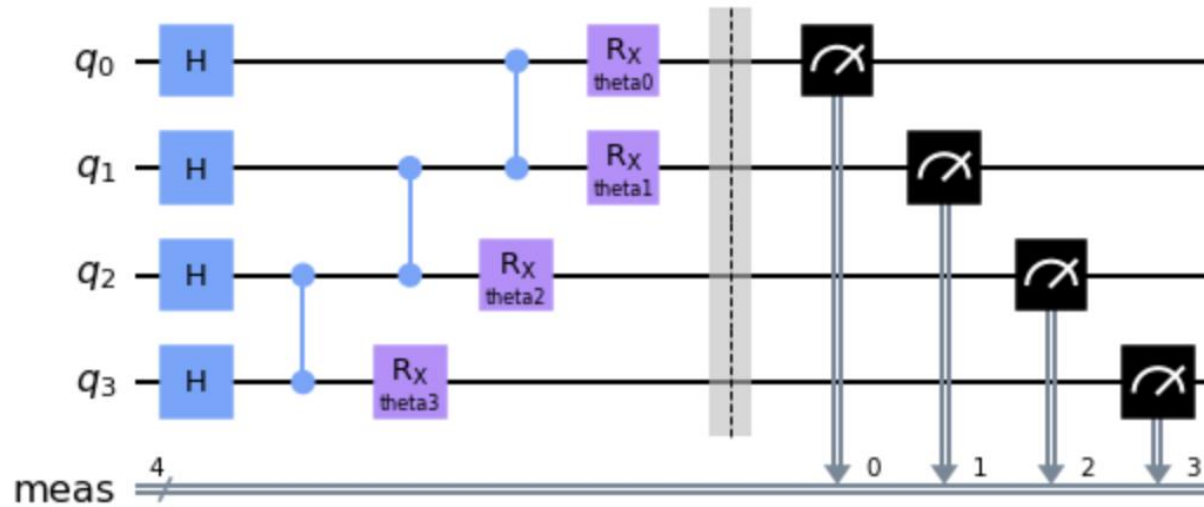 q0 H RX theta0
q1 H RX theta1
q2 H RX theta2
q3 H RX theta3
4 0 1 2 3
meas